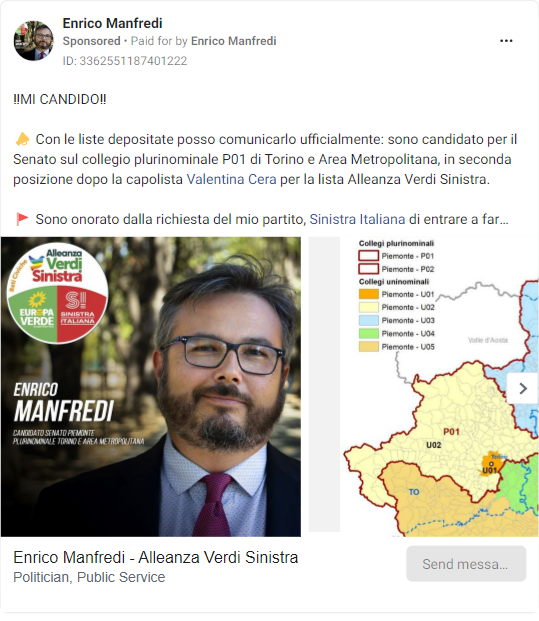 Enrico Manfredi
Sponsored • Paid for by Enrico Manfredi
ID: 3362551187401222
‼MI CANDIDO‼
📣 Con le liste depositate posso comunicarlo ufficialmente: sono candidato per il
Senato sul collegio plurinominale P01 di Torino e Area Metropolitana, in seconda
posizione dopo la capolista Valentina Cera per la lista Alleanza Verdi Sinistra.
🚩 Sono onorato dalla richiesta del mio partito, Sinistra Italiana di entrare a far...
Reti Civiche
Alleanza
Verdi
Sinistra
EUROPA
VERDE
SI
SINISTRA
ITALIANA
ENRICO
MANFREDI
CANDIDATO SENATO PIEMONTE
PLURINOMINALE TORINO E AREA METROPOLITANA
Collegi plurinominali
Piemonte - P01
Piemonte - P02
Collegi uninominali
Piemonte - U01
Piemonte - U02
Piemonte - U03
Piemonte - U04
Piemonte - U05
Valle d'Aosta
P01
U02
Torino
U01
TO
Enrico Manfredi - Alleanza Verdi Sinistra
Politician, Public Service
Send messa...